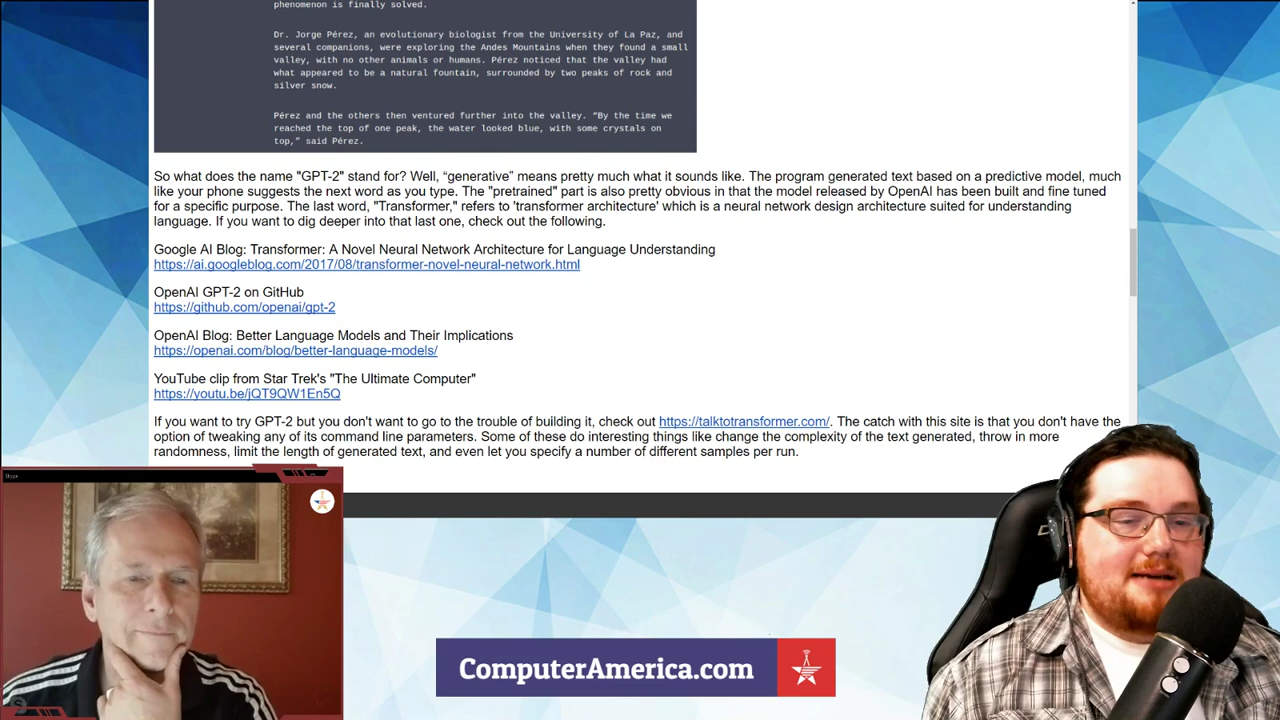 phenomenon is finally solved.
Dr. Jorge Pérez, an evolutionary biologist from the University of La Paz, and
several companions, were exploring the Andes Mountains when they found a small
valley, with no other animals or humans. Pérez noticed that the valley had
what appeared to be a natural fountain, surrounded by two peaks of rock and
silver snow.
Pérez and the others then ventured further into the valley. “By the time we
reached the top of one peak, the water looked blue, with some crystals on
top,” said Pérez.
So what does the name "GPT-2" stand for? Well, “generative” means pretty much what it sounds like. The program generated text based on a predictive model, much
like your phone suggests the next word as you type. The "pretrained" part is also pretty obvious in that the model released by OpenAI has been built and fine tuned
for a specific purpose. The last word, "Transformer," refers to 'transformer architecture' which is a neural network design architecture suited for understanding
language. If you want to dig deeper into that last one, check out the following.
Google AI Blog: Transformer: A Novel Neural Network Architecture for Language Understanding
https://ai.googleblog.com/2017/08/transformer-novel-neural-network.html
OpenAI GPT-2 on GitHub
https://github.com/openai/gpt-2
OpenAI Blog: Better Language Models and Their Implications
https://openai.com/blog/better-language-models/
YouTube clip from Star Trek's "The Ultimate Computer"
https://youtu.be/jQT9QW1En5Q
If you want to try GPT-2 but you don't want to go to the trouble of building it, check out https://talktotransformer.com/. The catch with this site is that you don't have the
option of tweaking any of its command line parameters. Some of these do interesting things like change the complexity of the text generated, throw in more
randomness, limit the length of generated text, and even let you specify a number of different samples per run.
Skype
ComputerAmerica.com